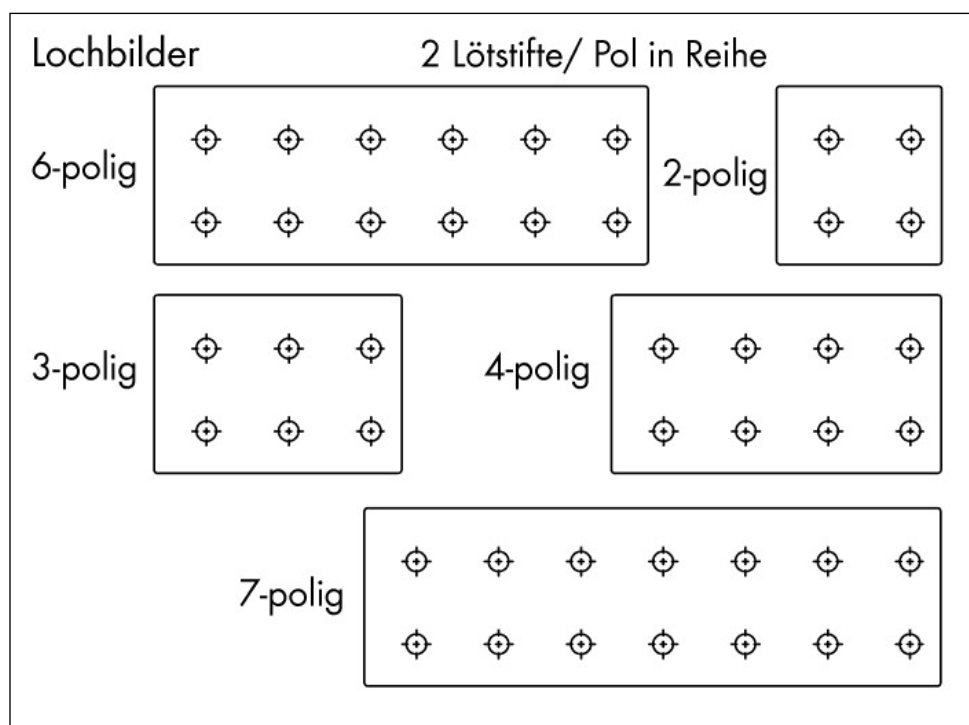 Lochbilder
2 Lötstifte/ Pol in Reihe
6-polig
2-polig
3-polig
4-polig
7-polig